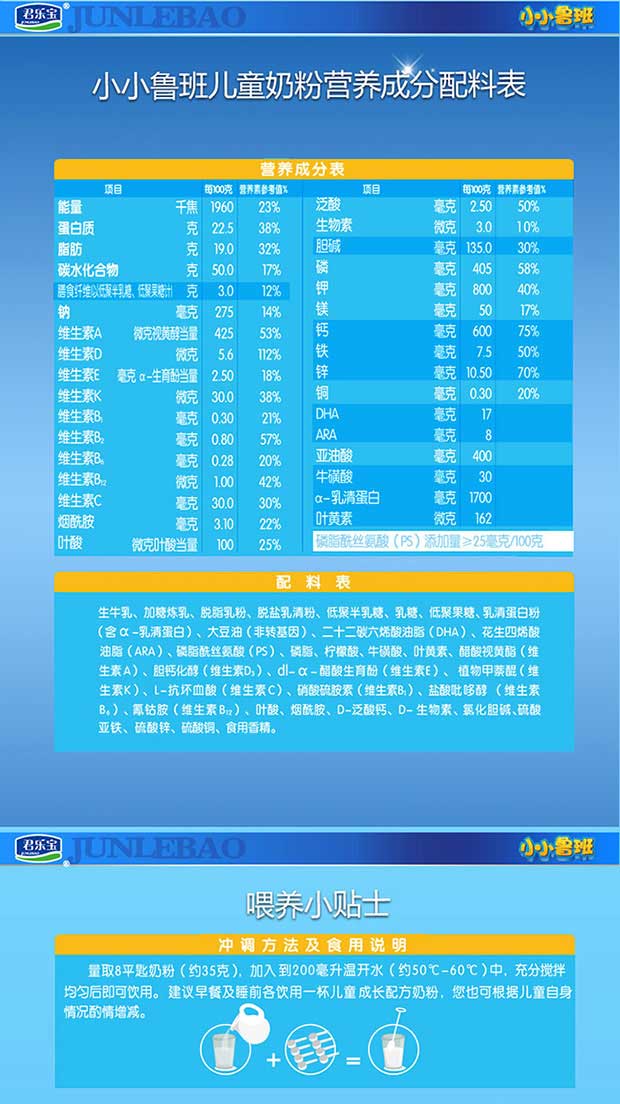 君乐宝 JUNLEBAO 小小鲁班
小小鲁班儿童奶粉营养成分配料表
营养成分表
项目 每100克 营养素参考值%
能量 千焦 1960 23%
蛋白质 克 22.5 38%
脂肪 克 19.0 32%
碳水化合物 克 50.0 17%
膳食纤维(以低聚半乳糖、低聚果糖计) 克 3.0 12%
钠 毫克 275 14%
维生素A 微克视黄醇当量 425 53%
维生素D 微克 5.6 112%
维生素E 毫克 α-生育酚当量 2.50 18%
维生素K 微克 30.0 38%
维生素B₁ 毫克 0.30 21%
维生素B₂ 毫克 0.80 57%
维生素B₆ 毫克 0.28 20%
维生素B₁₂ 微克 1.00 42%
维生素C 毫克 30.0 30%
烟酰胺 毫克 3.10 22%
叶酸 微克叶酸当量 100 25%
项目 每100克 营养素参考值%
泛酸 毫克 2.50 50%
生物素 微克 3.0 10%
胆碱 毫克 135.0 30%
磷 毫克 405 58%
钾 毫克 800 40%
镁 毫克 50 17%
钙 毫克 600 75%
铁 毫克 7.5 50%
锌 毫克 10.50 70%
铜 毫克 0.30 20%
DHA 毫克 17
ARA 毫克 8
亚油酸 毫克 400
牛磺酸 毫克 30
α-乳清蛋白 毫克 1700
叶黄素 微克 162
磷脂酰丝氨酸（PS）添加量≥25毫克/100克
配料表
生牛乳、加糖炼乳、脱脂乳粉、脱盐乳清粉、低聚半乳糖、乳糖、低聚果糖、乳清蛋白粉
（含α-乳清蛋白）、大豆油（非转基因）、二十二碳六烯酸油脂（DHA）、花生四烯酸
油脂（ARA）、磷脂酰丝氨酸（PS）、磷脂、柠檬酸、牛磺酸、叶黄素、醋酸视黄酯（维
生素A）、胆钙化醇（维生素D₃）、dl-α-醋酸生育酚（维生素E）、植物甲萘醌（维
生素K）、L-抗坏血酸（维生素C）、硝酸硫胺素（维生素B₁）、盐酸吡哆醇（维生素
B₆）、氰钴胺（维生素B₁₂）、叶酸、烟酰胺、D-泛酸钙、D-生物素、氯化胆碱、硫酸
亚铁、硫酸锌、硫酸铜、食用香精。
君乐宝 JUNLEBAO 小小鲁班
喂养小贴士
冲调方法及食用说明
量取8平匙奶粉（约35克），加入到200毫升温开水（约50℃-60℃）中，充分搅拌
均匀后即可饮用。建议早餐及睡前各饮用一杯儿童成长配方奶粉，您也可根据儿童自身
情况酌情增减。
+ =